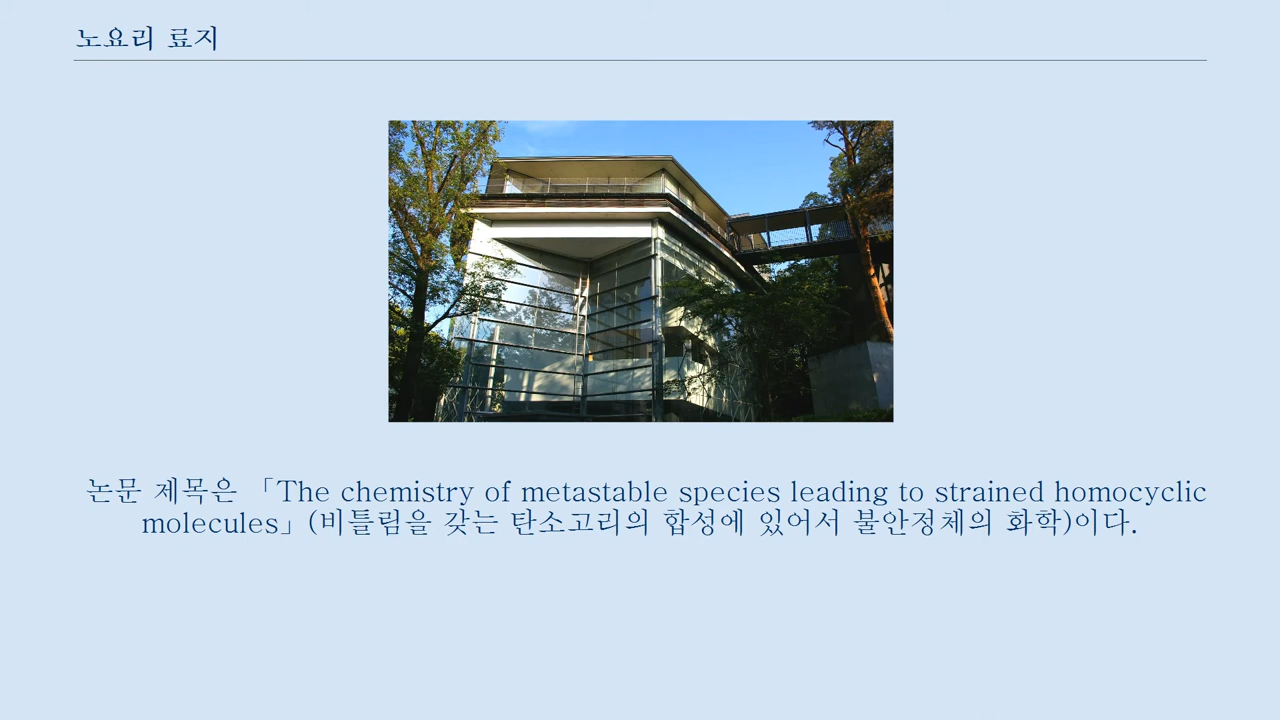 노요리 료지
논문 제목은 「The chemistry of metastable species leading to strained homocyclic
molecules」(비틀림을 갖는 탄소고리의 합성에 있어서 불안정체의 화학)이다.